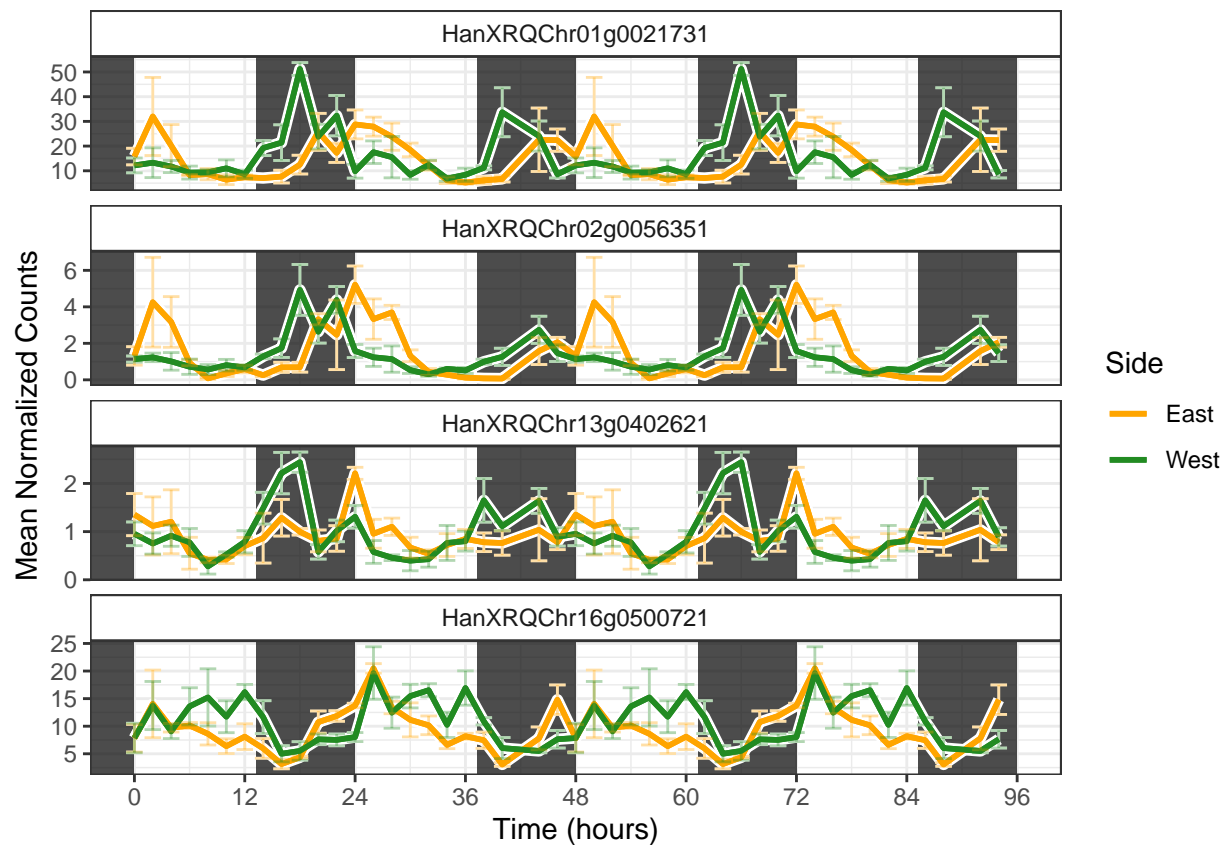 HanXRQChr01g0021731
50
40
30
20
10
HanXRQChr02g0056351
6
4
2
0
HanXRQChr13g0402621
2
1
0
HanXRQChr16g0500721
25
20
15
10
5
0 12 24 36 48 60 72 84 96
Time (hours)
Mean Normalized Counts
Side
East
West